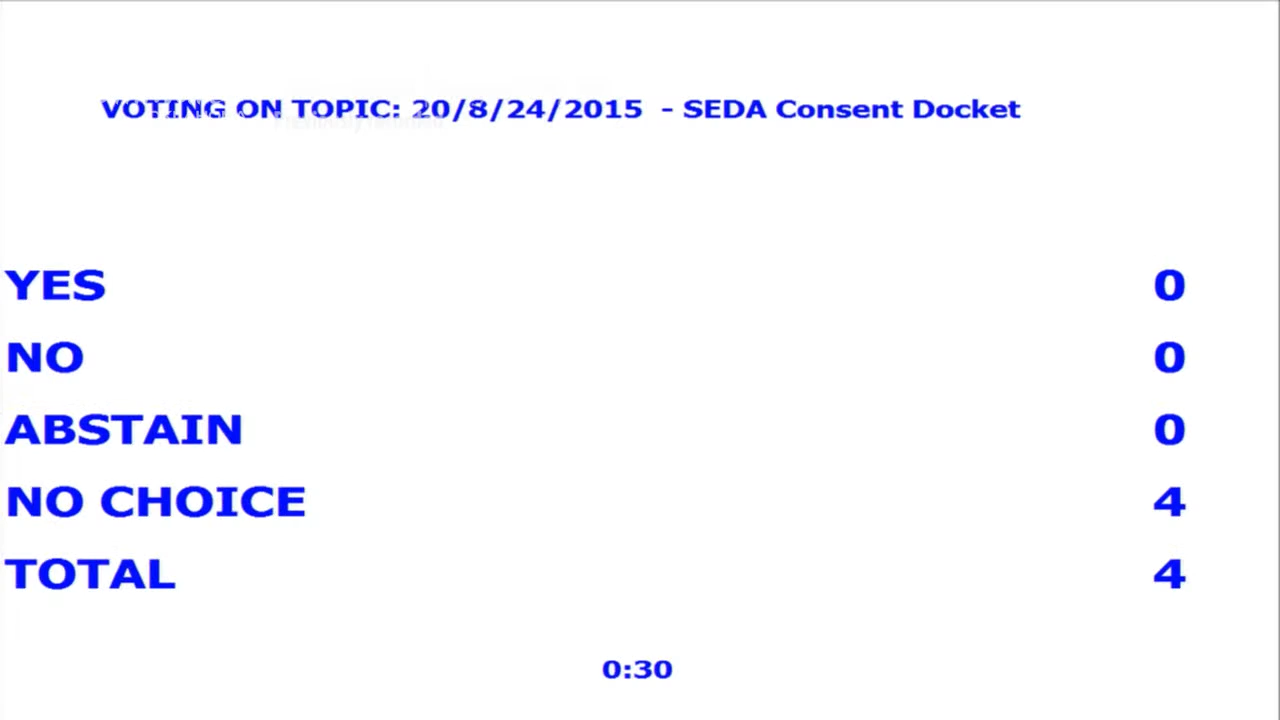 VOTING ON TOPIC: 20/8/24/2015 - SEDA Consent Docket
YES 0
NO 0
ABSTAIN 0
NO CHOICE 4
TOTAL 4
0:30